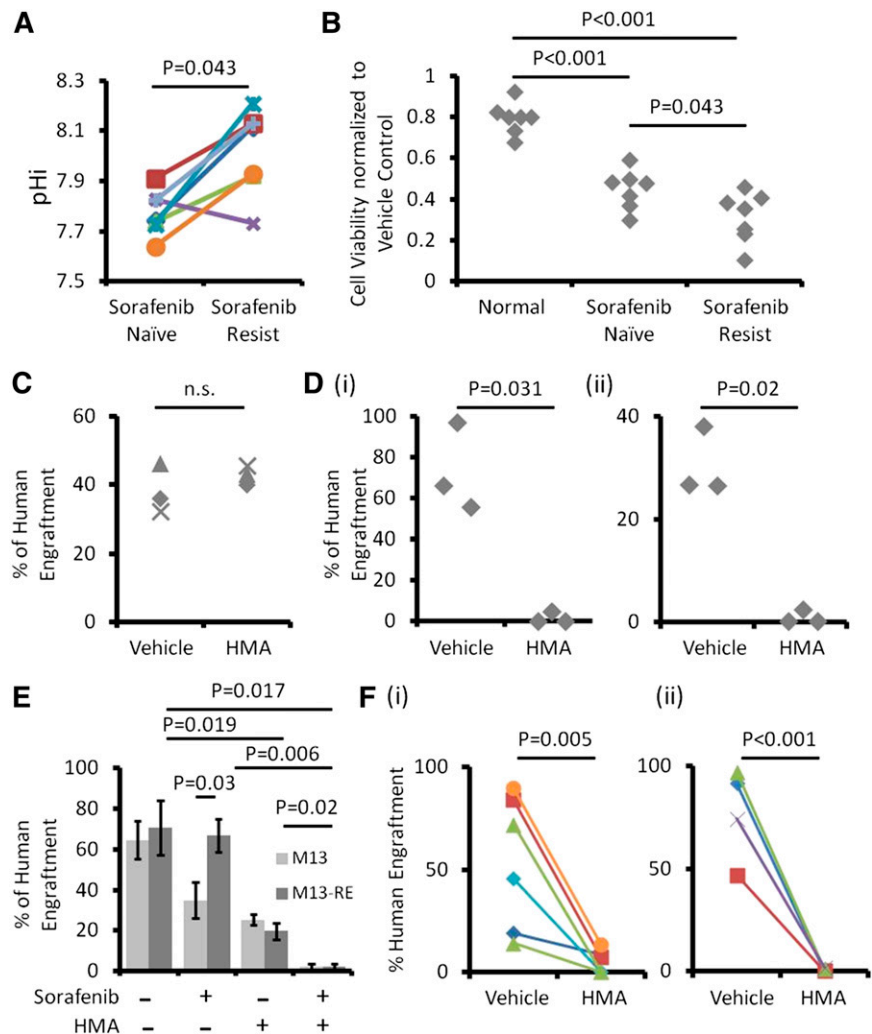 A
P=0.043
8.3
8.1
7.9
7.7
7.5
pHi
Sorafenib Naïve
Sorafenib Resist
B
P<0.001
P<0.001
P=0.043
Cell Viability normalized to
Vehicle Control
1
0.8
0.6
0.4
0.2
0
Normal
Sorafenib Naïve
Sorafenib Resist
C
n.s.
% of Human
Engraftment
60
40
20
0
Vehicle
HMA
D (i)
P=0.031
% of Human
Engraftment
100
80
60
40
20
0
Vehicle
HMA
(ii)
P=0.02
40
20
0
Vehicle
HMA
E
P=0.017
P=0.019
P=0.006
P=0.03
P=0.02
% of Human
Engraftment
100
80
60
40
20
0
M13
M13-RE
Sorafenib – + – +
HMA – – + +
F (i)
P=0.005
% Human Engraftment
100
50
0
Vehicle
HMA
(ii)
P<0.001
100
50
0
Vehicle
HMA